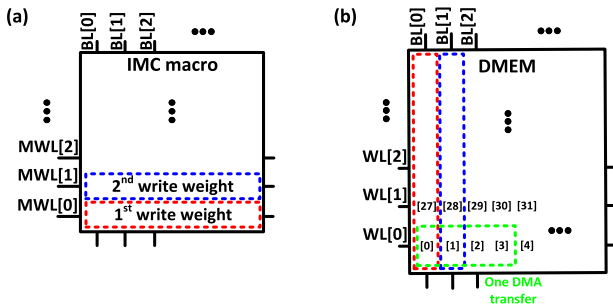 (a)
BL[0]
BL[1]
BL[2]
IMC macro
MWL[2]
MWL[1]
MWL[0]
2nd write weight
1st write weight
(b)
BL[0]
BL[1]
BL[2]
DMEM
WL[2]
WL[1]
WL[0]
[27] [28] [29] [30] [31]
[0] [1] [2] [3] [4]
One DMA
transfer